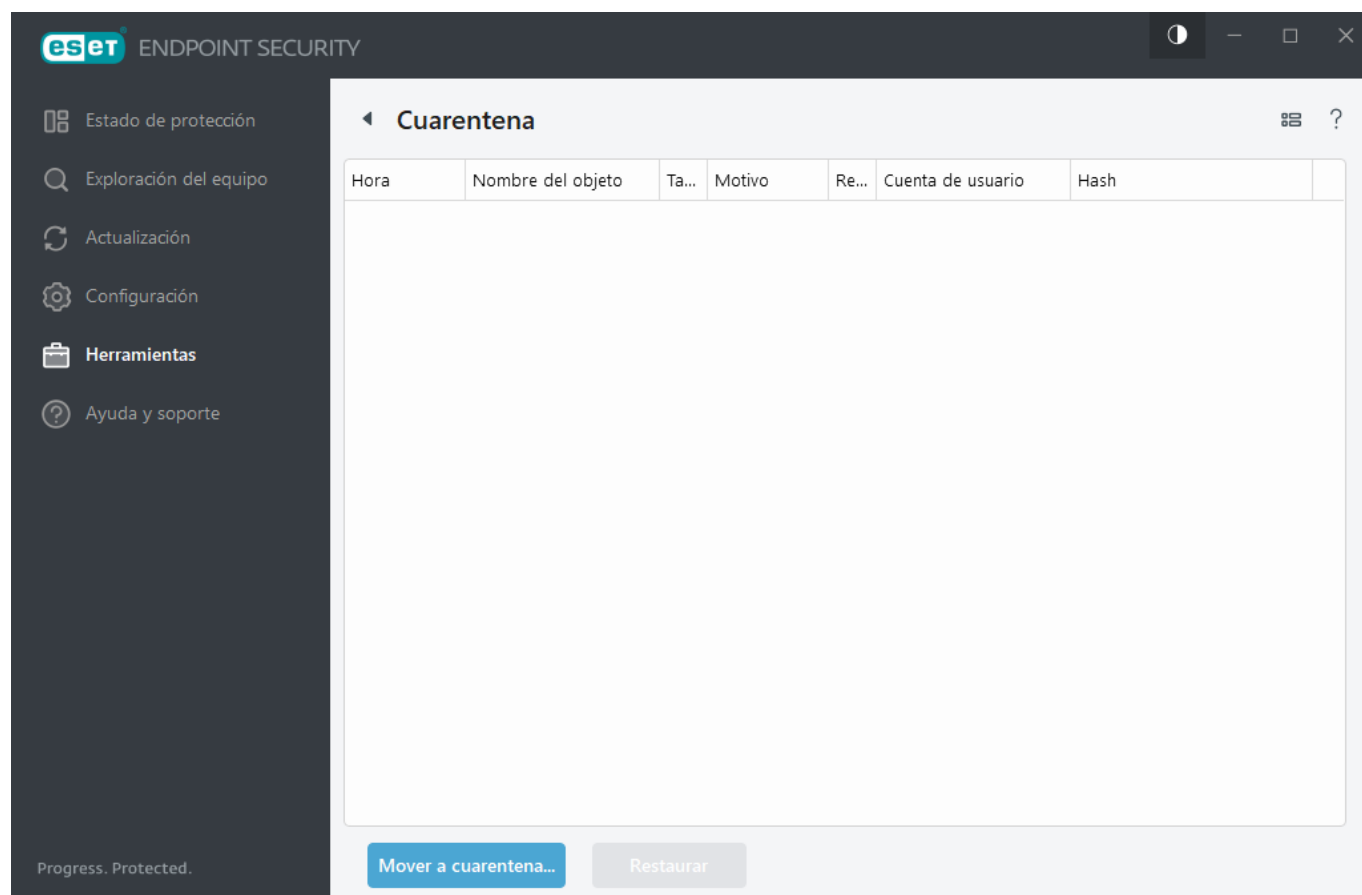 eset ENDPOINT SECURITY
Estado de protección
Exploración del equipo
Actualización
Configuración
Herramientas
Ayuda y soporte
Progress. Protected.
Cuarentena
?
Hora Nombre del objeto Ta... Motivo Re... Cuenta de usuario Hash
Mover a cuarentena... Restaurar